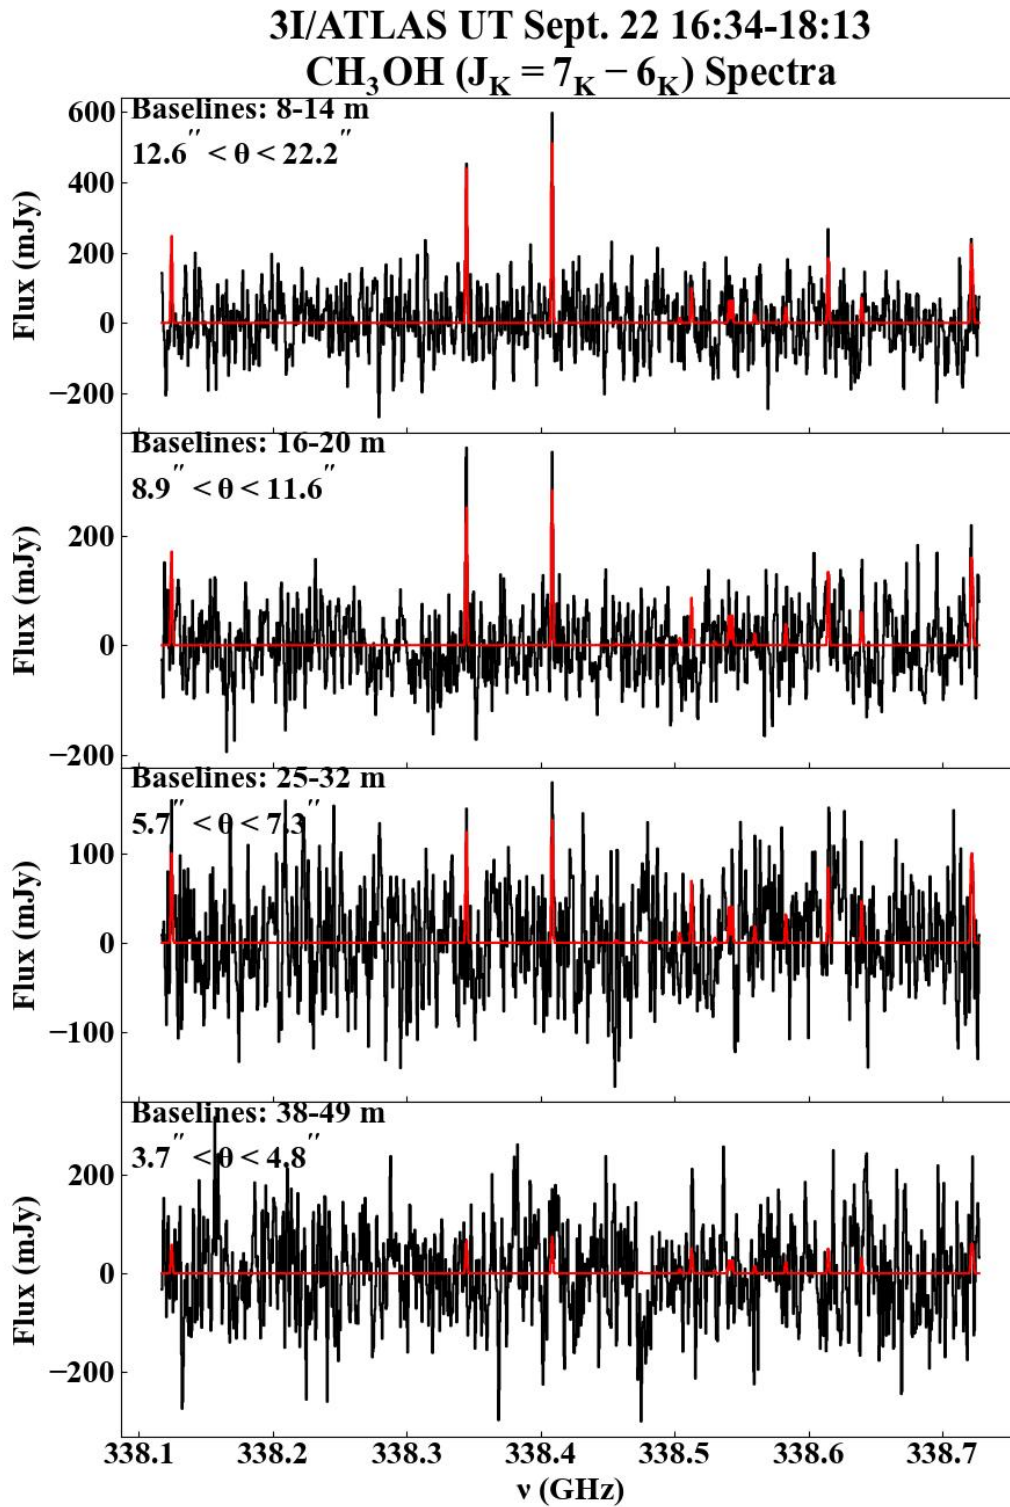 3I/ATLAS UT Sept. 22 16:34-18:13
CH₃OH (J_K = 7_K − 6_K) Spectra
Baselines: 8-14 m
12.6″ < θ < 22.2″
600
400
200
0
−200
Flux (mJy)
Baselines: 16-20 m
8.9″ < θ < 11.6″
200
0
−200
Flux (mJy)
Baselines: 25-32 m
5.7″ < θ < 7.3″
100
0
−100
Flux (mJy)
Baselines: 38-49 m
3.7″ < θ < 4.8″
200
0
−200
Flux (mJy)
338.1 338.2 338.3 338.4 338.5 338.6 338.7
ν (GHz)